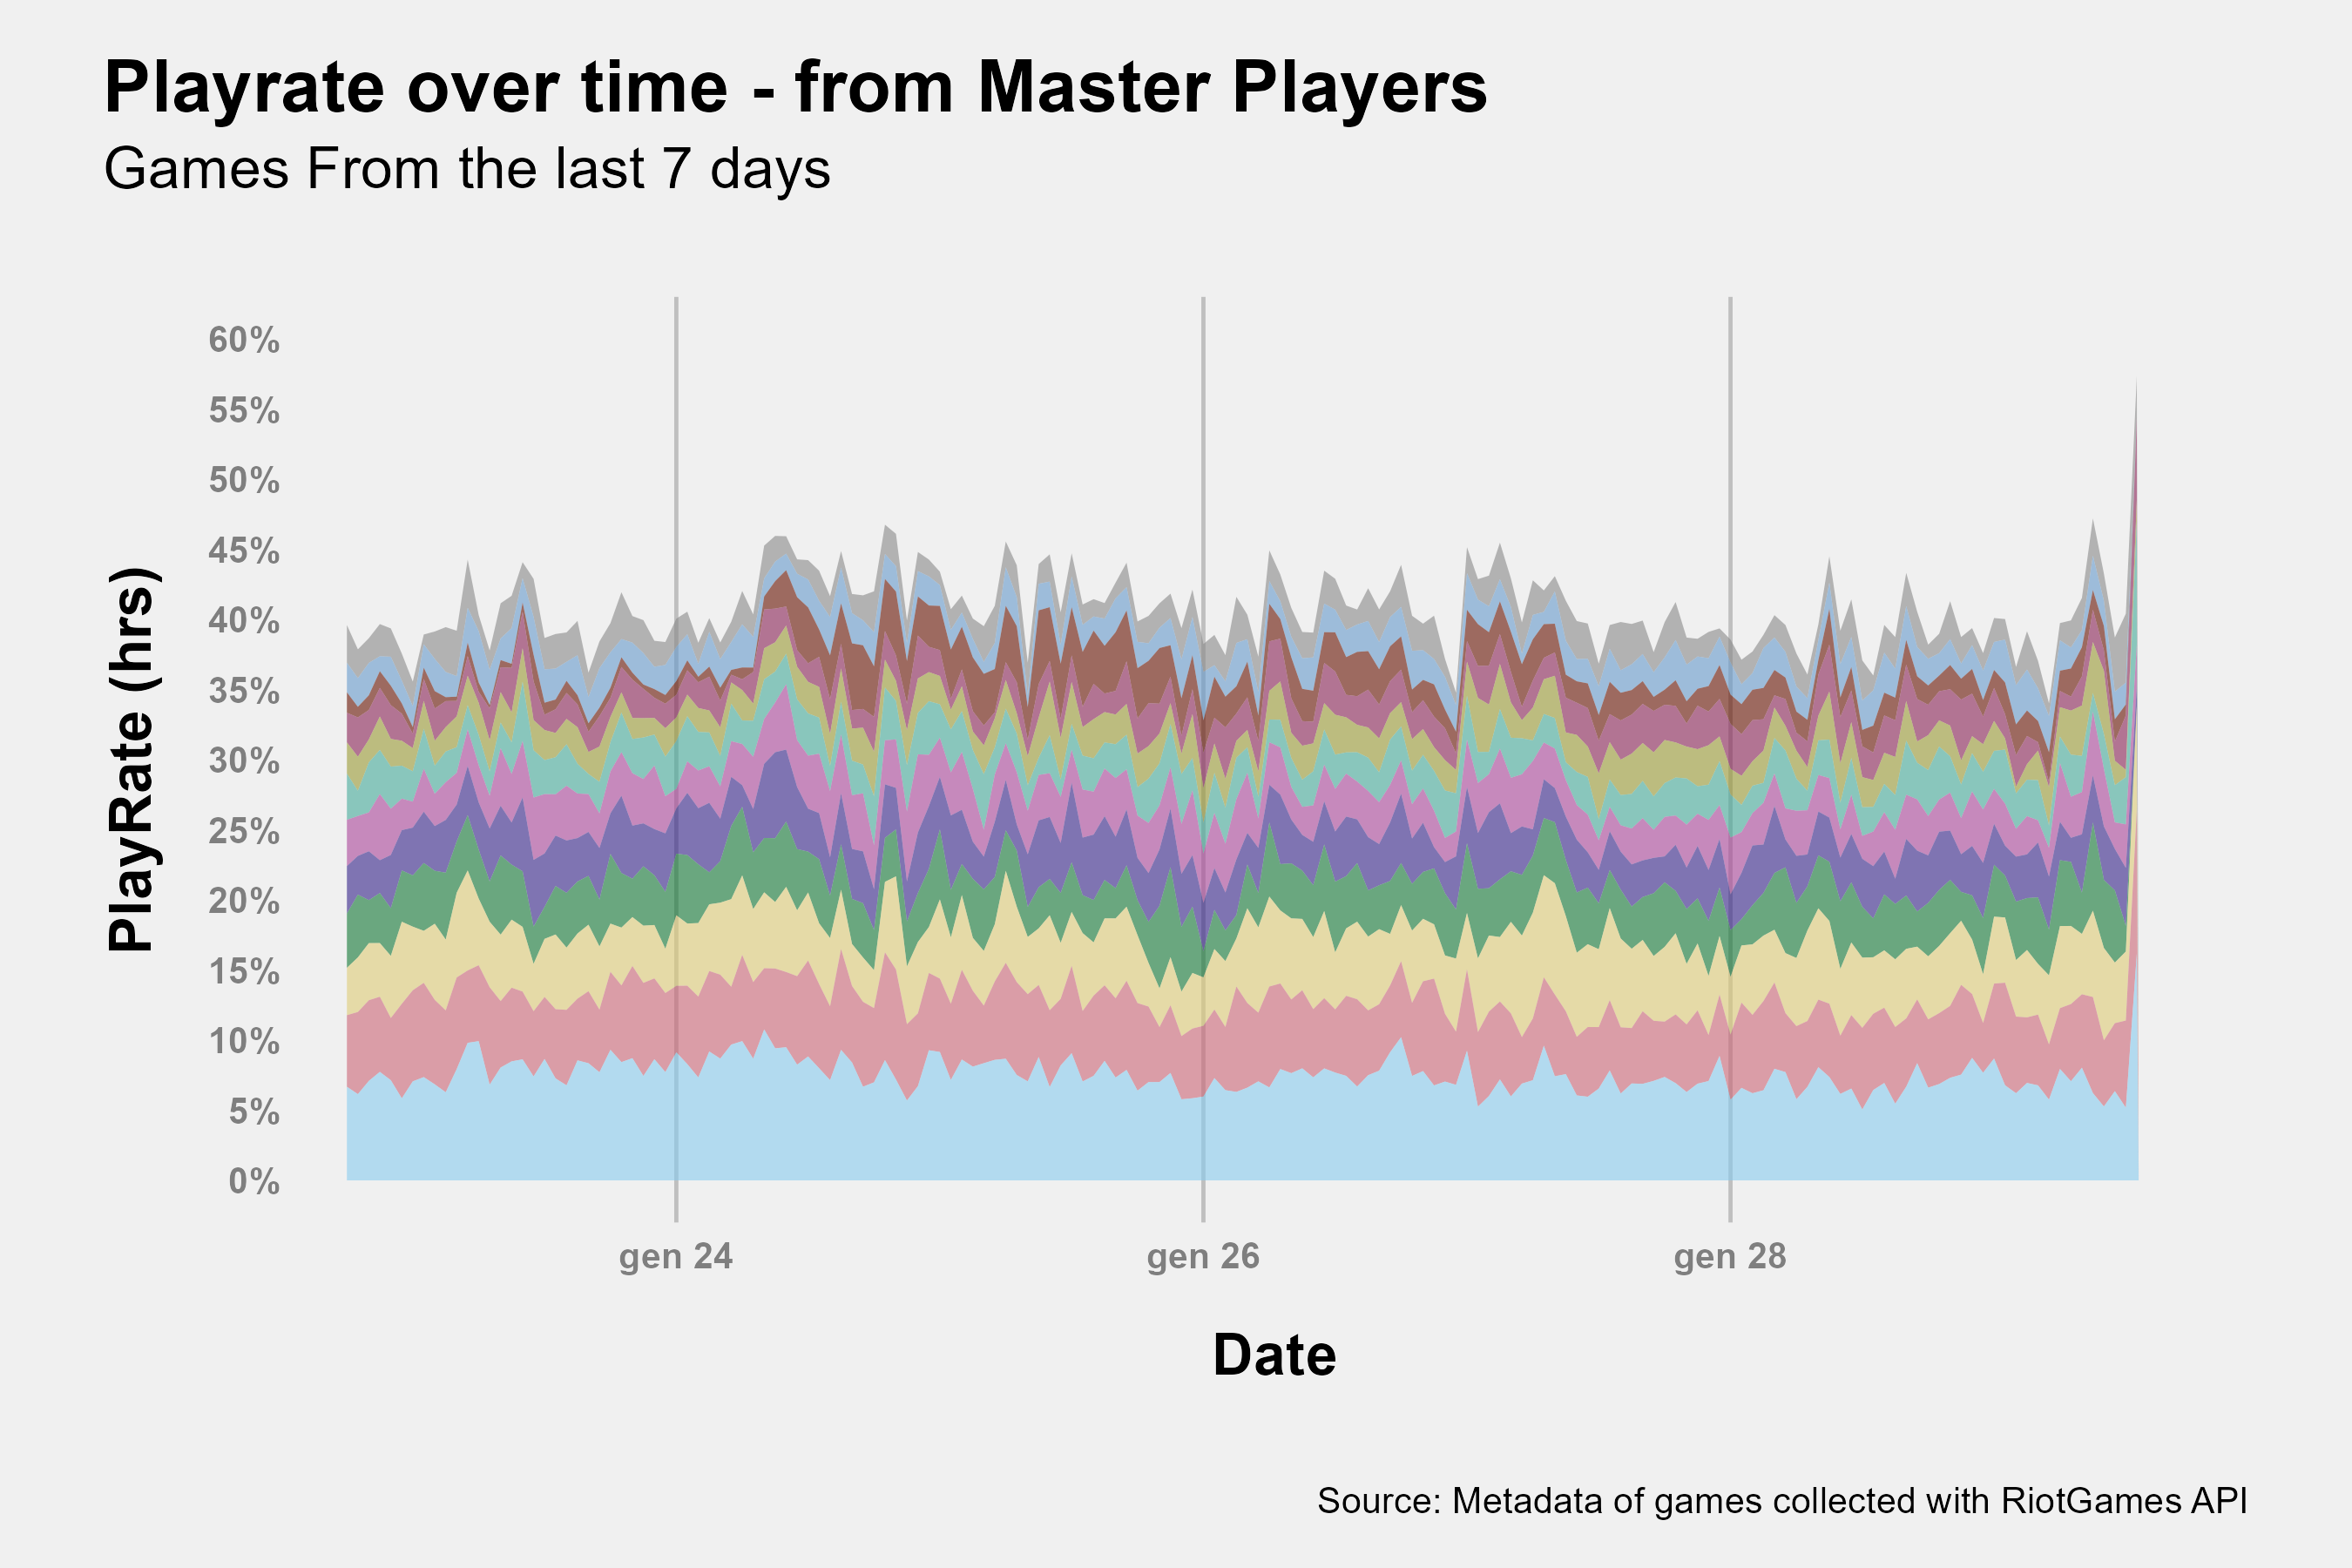 Playrate over time - from Master Players
Games From the last 7 days
60%
55%
50%
45%
40%
35%
30%
25%
20%
15%
10%
5%
0%
PlayRate (hrs)
gen 24
gen 26
gen 28
Date
Source: Metadata of games collected with RiotGames API